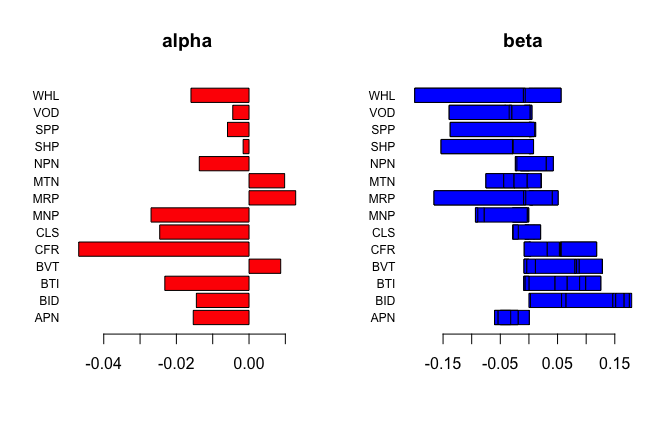 alpha
WHL
VOD
SPP
SHP
NPN
MTN
MRP
MNP
CLS
CFR
BVT
BTI
BID
APN
-0.04 -0.02 0.00
beta
WHL
VOD
SPP
SHP
NPN
MTN
MRP
MNP
CLS
CFR
BVT
BTI
BID
APN
-0.15 -0.05 0.05 0.15